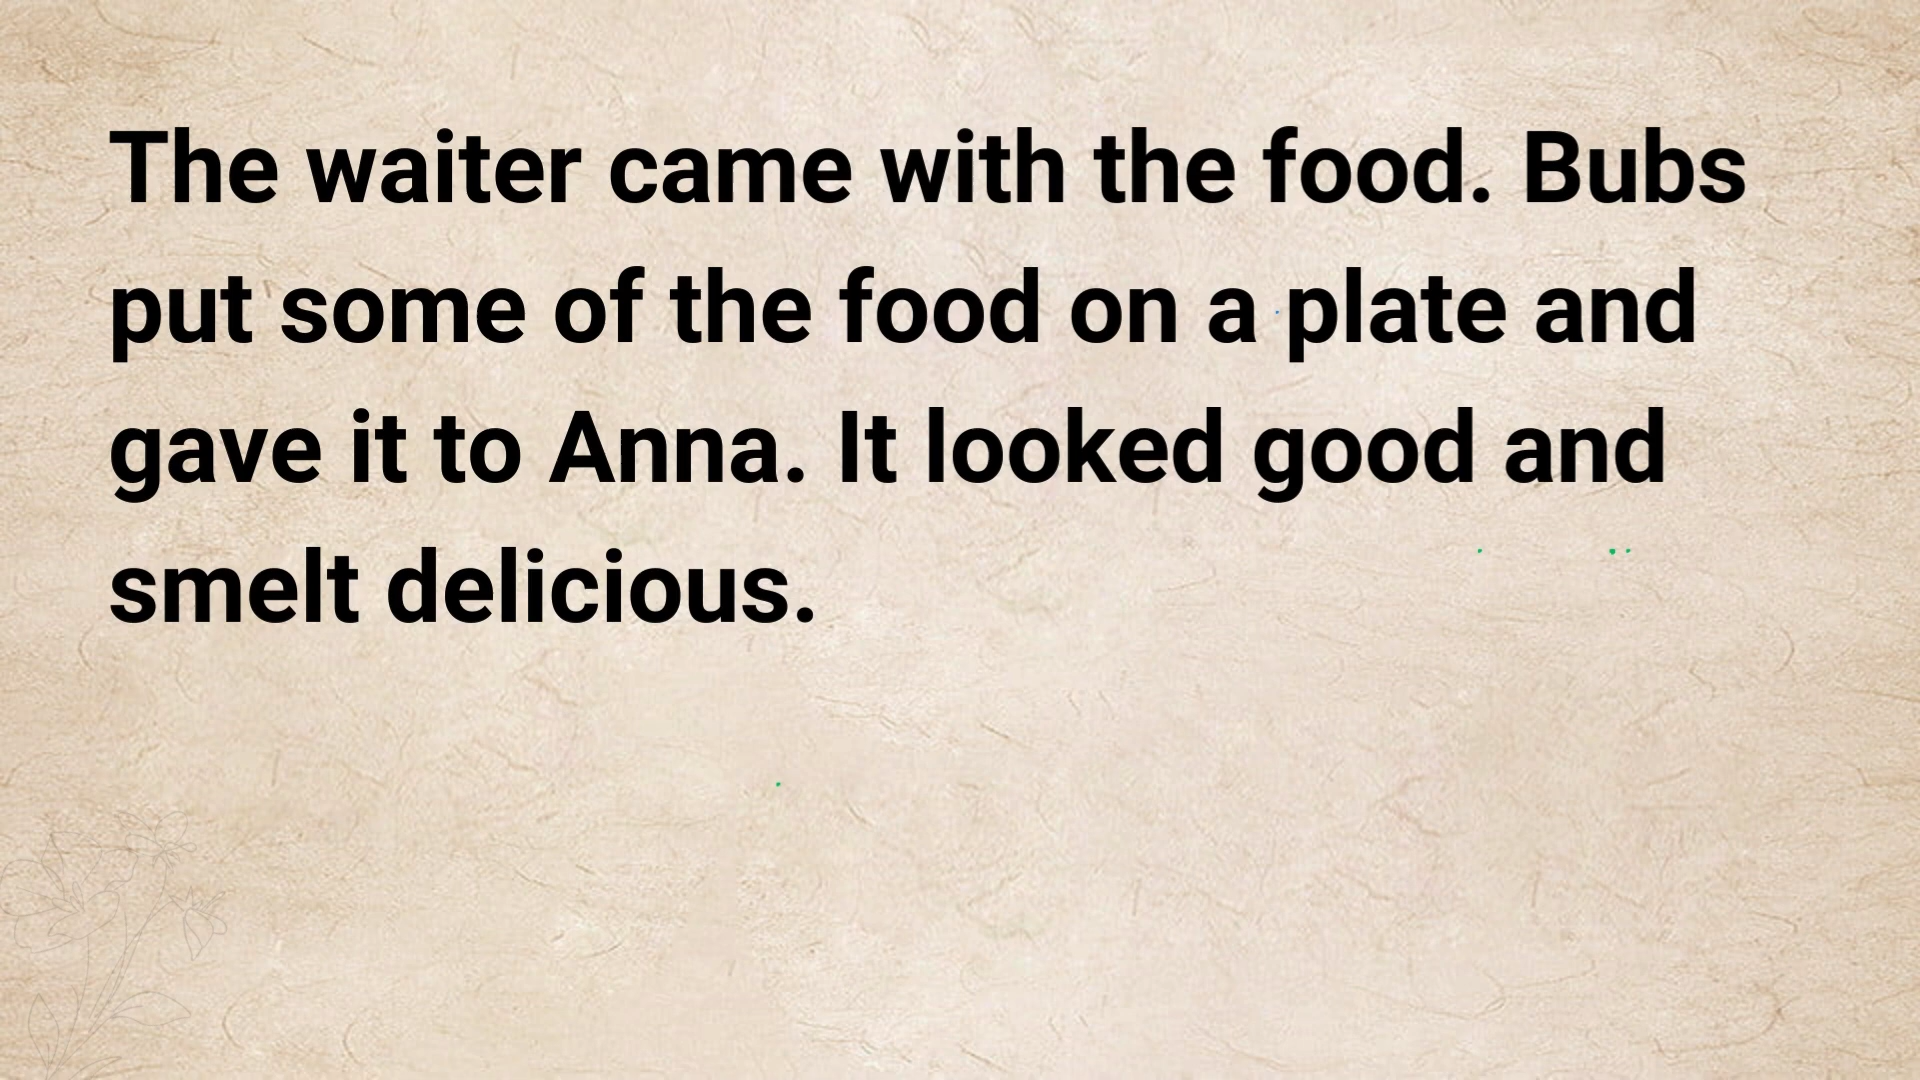 The waiter came with the food. Bubs
put some of the food on a plate and
gave it to Anna. It looked good and
smelt delicious.